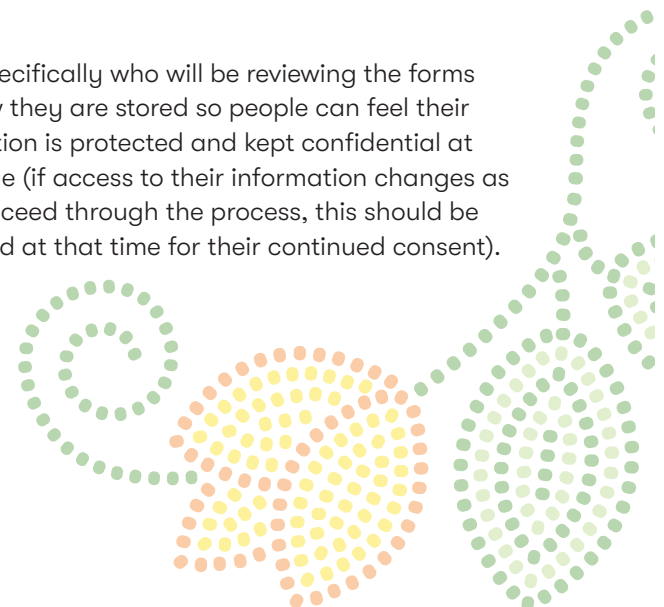 ecifically who will be reviewing the forms
they are stored so people can feel their
tion is protected and kept confidential at
e (if access to their information changes as
ceed through the process, this should be
d at that time for their continued consent).